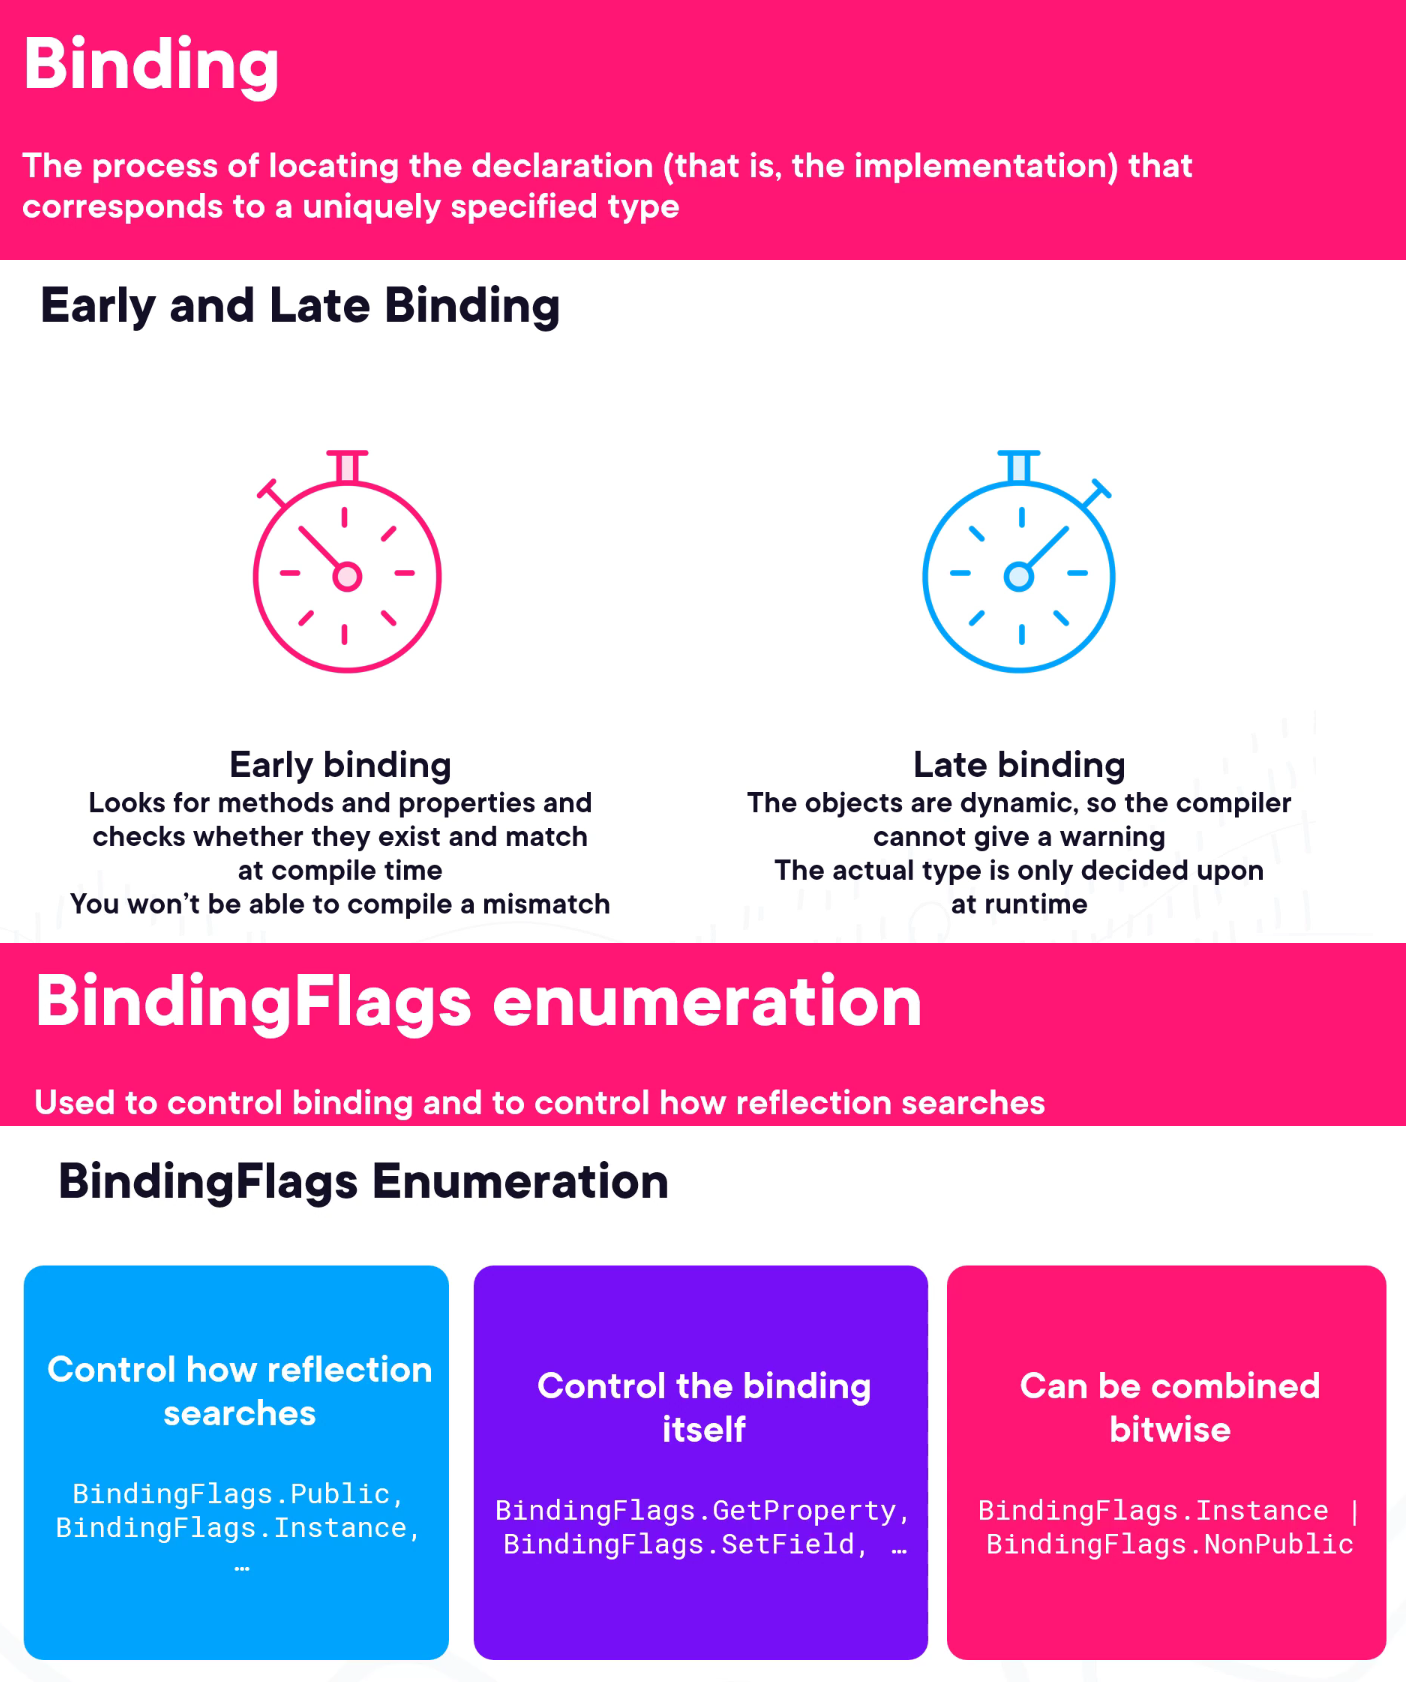 Binding
The process of locating the declaration (that is, the implementation) that
corresponds to a uniquely specified type
Early and Late Binding
Early binding
Looks for methods and properties and
checks whether they exist and match
at compile time
You won’t be able to compile a mismatch
Late binding
The objects are dynamic, so the compiler
cannot give a warning
The actual type is only decided upon
at runtime
BindingFlags enumeration
Used to control binding and to control how reflection searches
BindingFlags Enumeration
Control how reflection
searches
BindingFlags.Public,
BindingFlags.Instance,
…
Control the binding
itself
BindingFlags.GetProperty,
BindingFlags.SetField, …
Can be combined
bitwise
BindingFlags.Instance |
BindingFlags.NonPublic